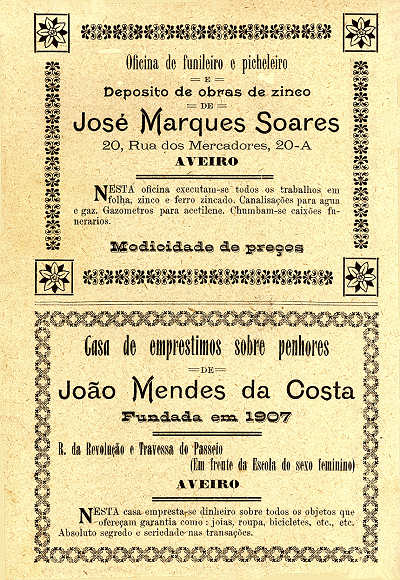 Oficina de funileiro e picheleiro
E
Deposito de obras de zinco
DE
José Marques Soares
20, Rua dos Mercadores, 20-A
AVEIRO
NESTA oficina executam-se todos os trabalhos em
folha, zinco e ferro zincado. Canalisações para agua
e gaz. Gazometros para acetilene. Chumbam-se caixões fu-
nerarios.
Modicidade de preços
Casa de emprestimos sobre penhores
DE
João Mendes da Costa
Fundada em 1907
R. da Revolução e Travessa do Passeio
(Em frente da Escola do sexo feminino)
AVEIRO
NESTA casa empresta-se dinheiro sobre todos os objetos que
ofereçam garantia como : joias, roupa, bicicletes, etc., etc.
Absoluto segredo e seriedade nas transações.